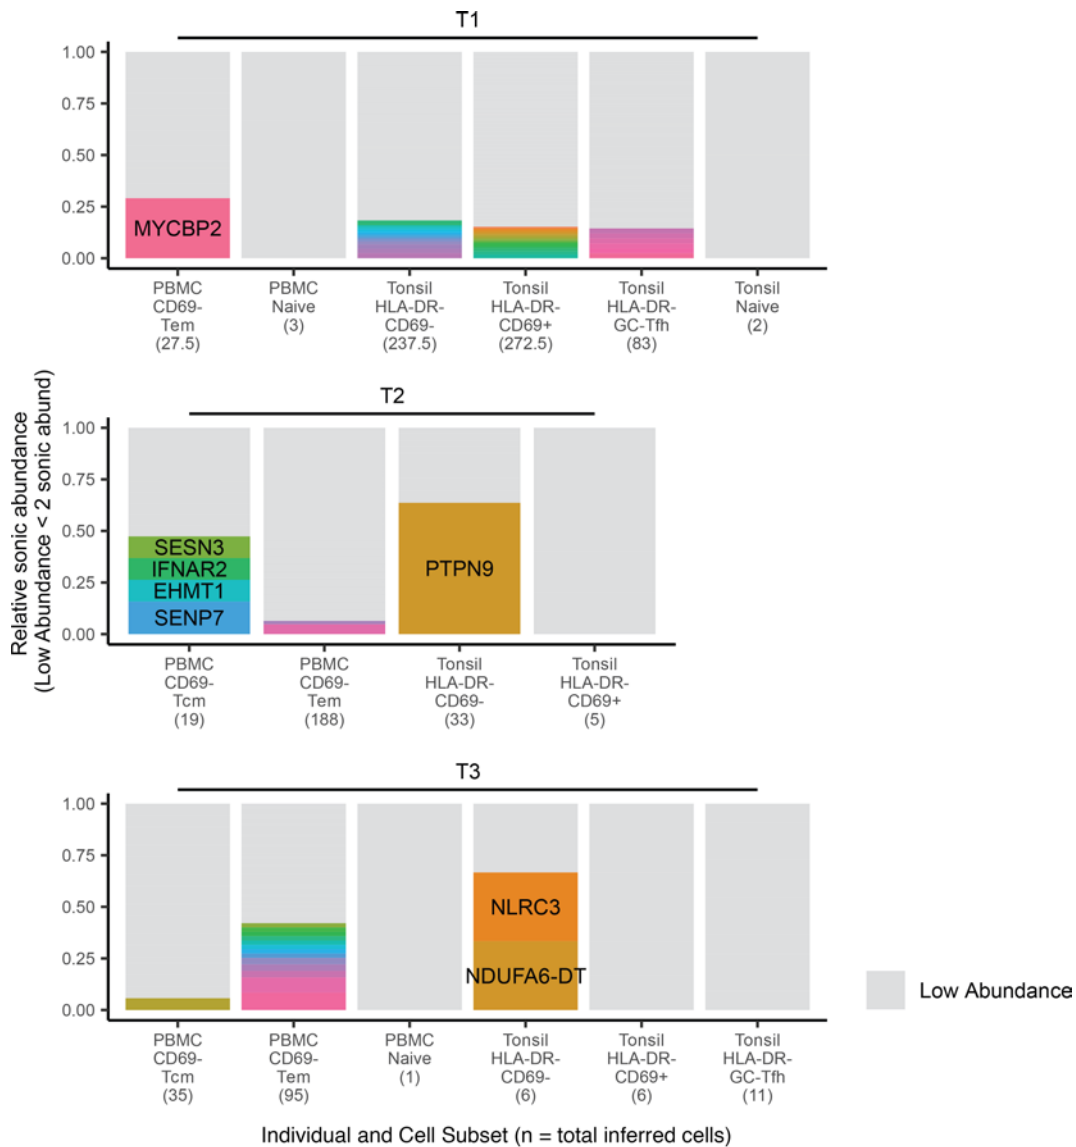 T1
1.00
0.75
0.50
0.25
0.00
MYCBP2
PBMC
CD69-
Tem
(27.5)
PBMC
Naive
(3)
Tonsil
HLA-DR-
CD69-
(237.5)
Tonsil
HLA-DR-
CD69+
(272.5)
Tonsil
HLA-DR-
GC-Tfh
(83)
Tonsil
Naive
(2)
Relative sonic abundance
(Low Abundance < 2 sonic abund)
T2
1.00
0.75
0.50
0.25
0.00
SESN3
IFNAR2
EHMT1
SENP7
PTPN9
PBMC
CD69-
Tcm
(19)
PBMC
CD69-
Tem
(188)
Tonsil
HLA-DR-
CD69-
(33)
Tonsil
HLA-DR-
CD69+
(5)
T3
1.00
0.75
0.50
0.25
0.00
NLRC3
NDUFA6-DT
PBMC
CD69-
Tcm
(35)
PBMC
CD69-
Tem
(95)
PBMC
Naive
(1)
Tonsil
HLA-DR-
CD69-
(6)
Tonsil
HLA-DR-
CD69+
(6)
Tonsil
HLA-DR-
GC-Tfh
(11)
Low Abundance
Individual and Cell Subset (n = total inferred cells)